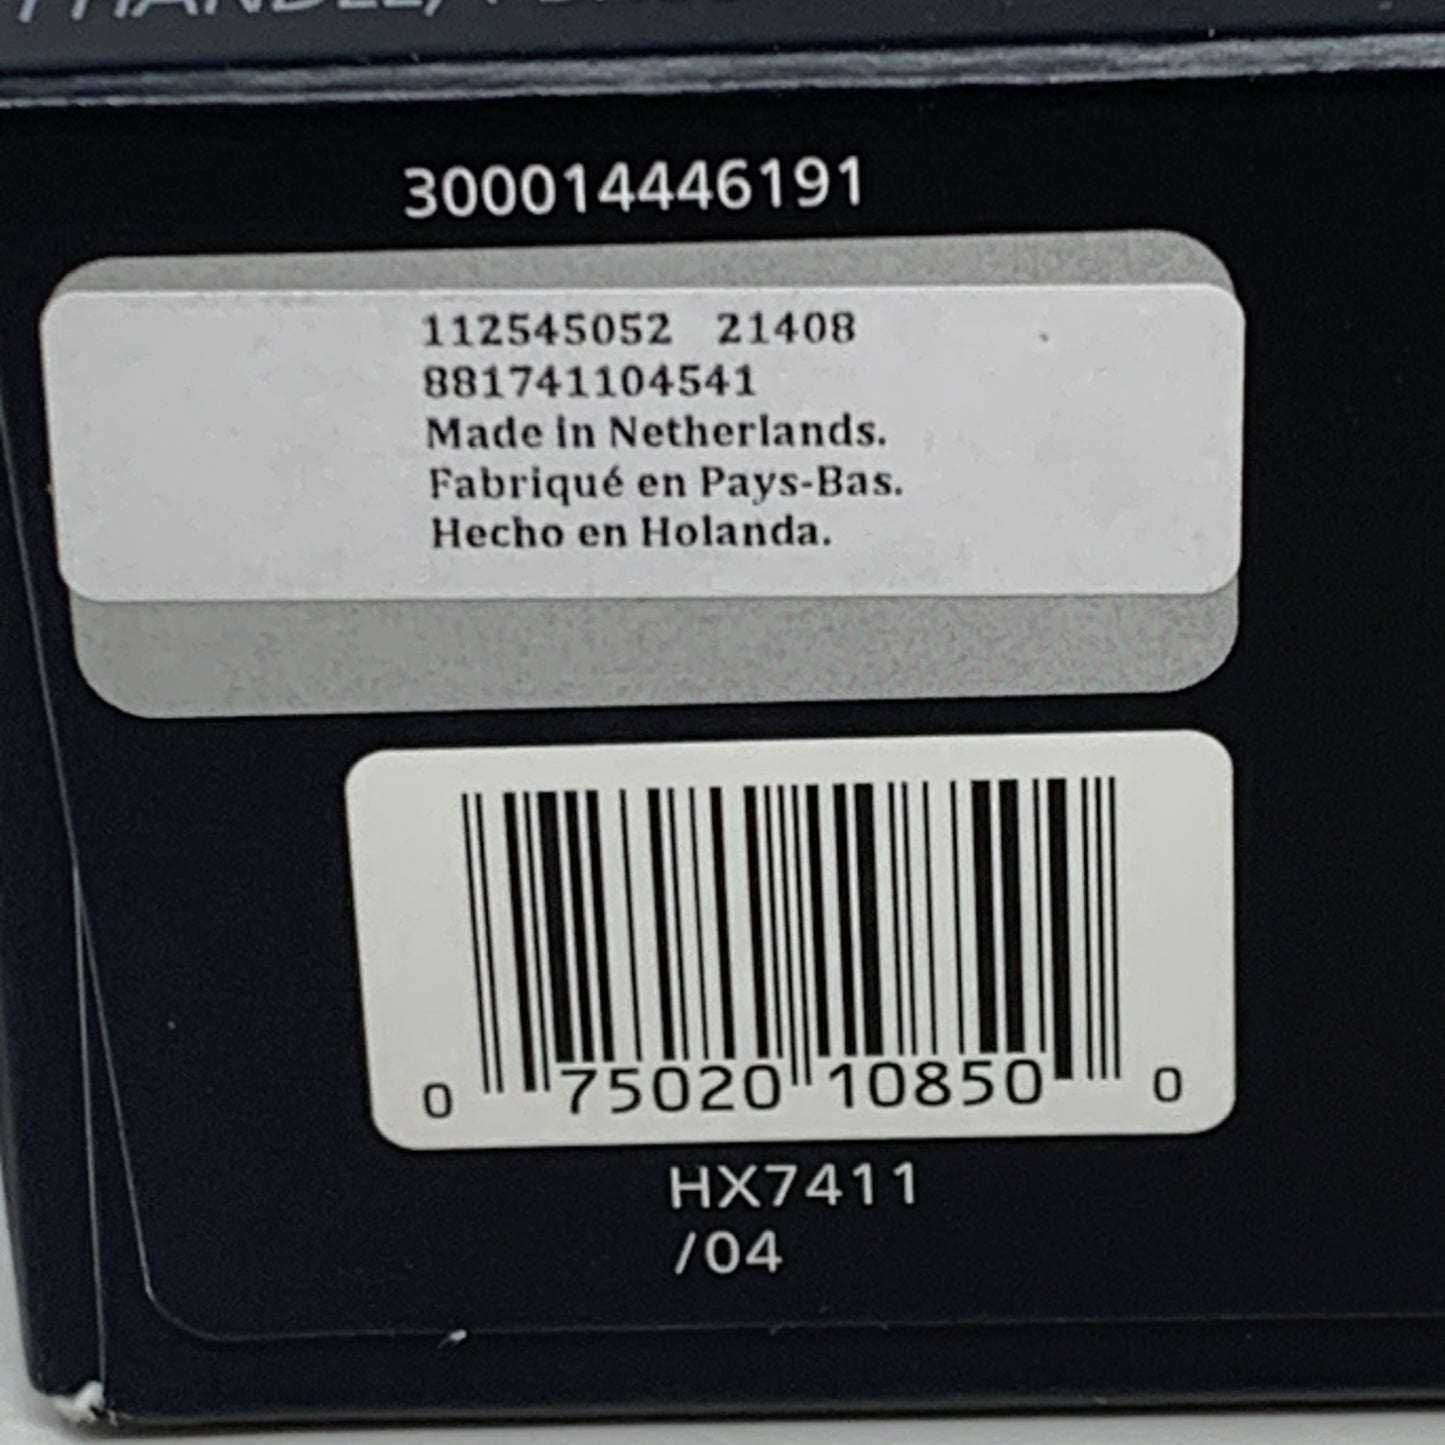 300014446191
112545052 21408
881741104541
Made in Netherlands.
Fabriqué en Pays-Bas.
Hecho en Holanda.
0 75020 10850 0
HX7411
/04